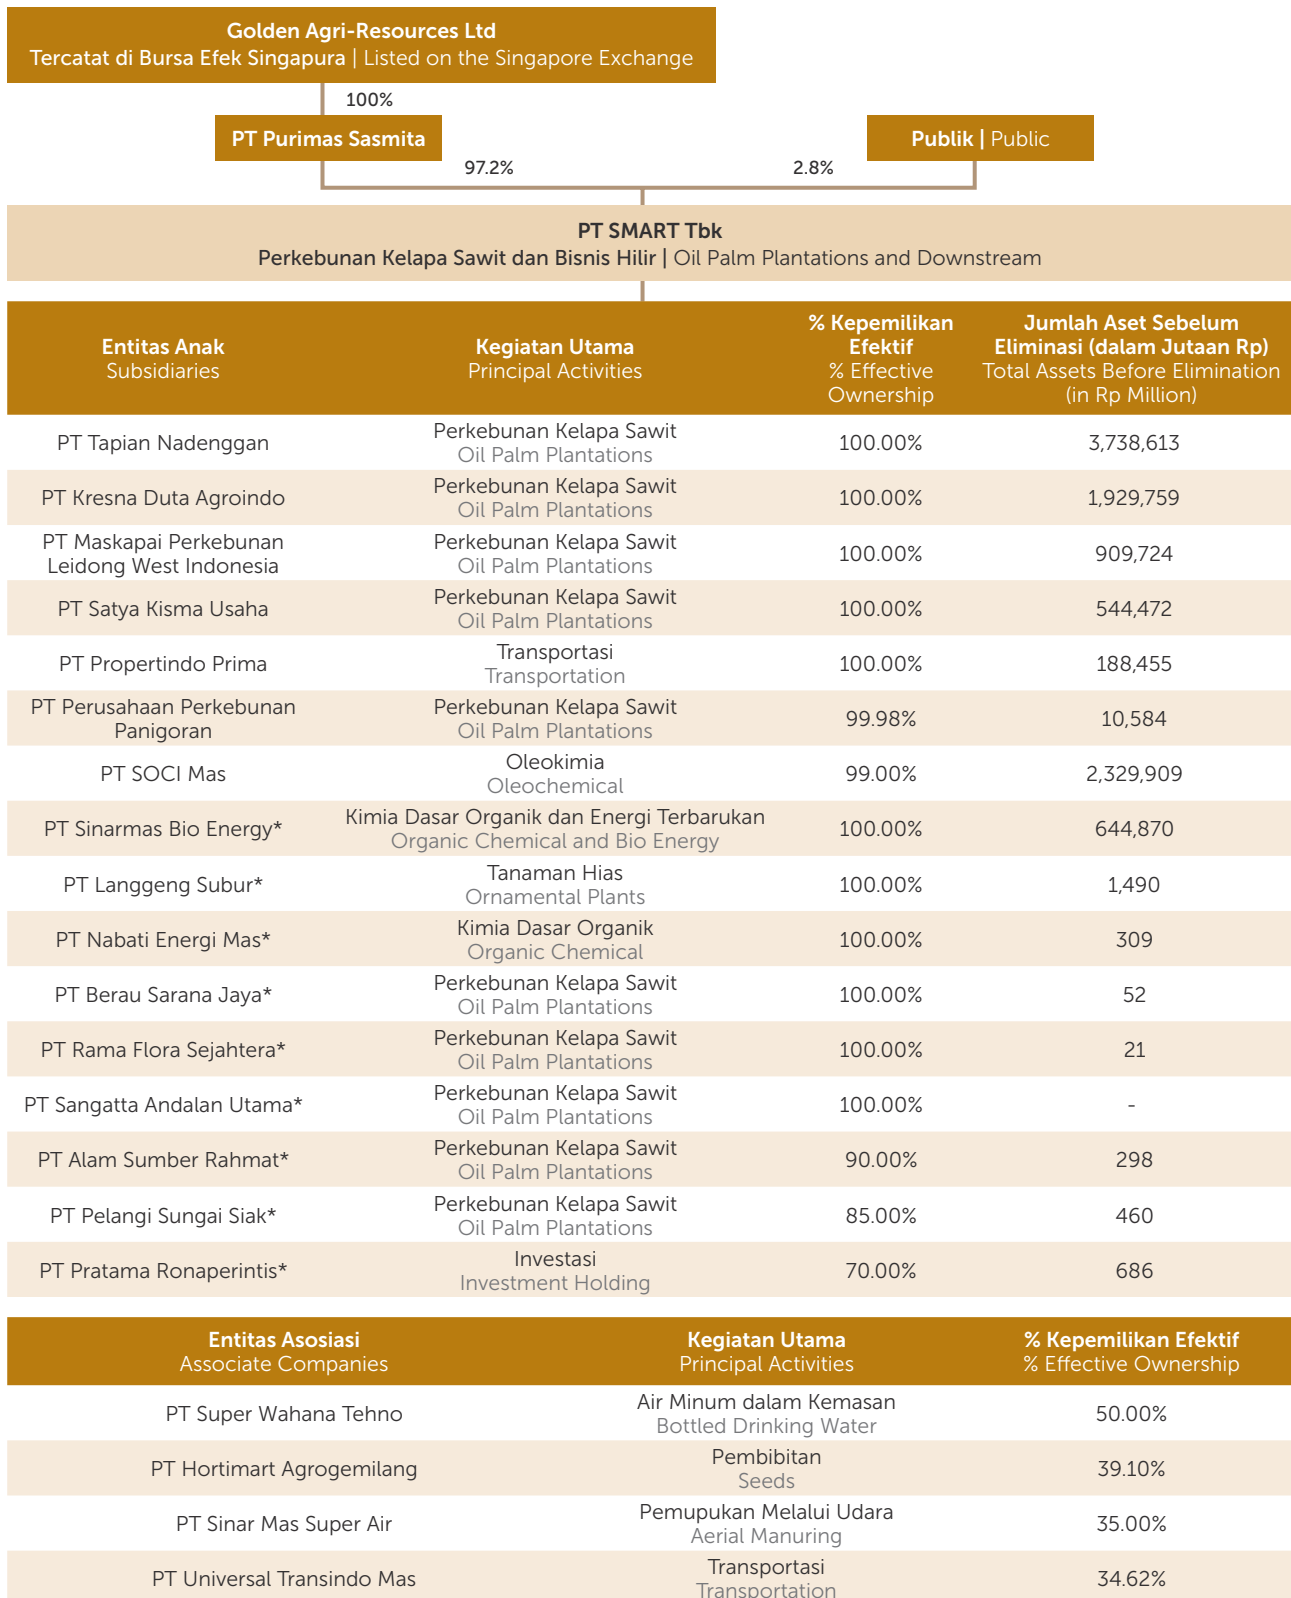 Golden Agri-Resources Ltd
Tercatat di Bursa Efek Singapura | Listed on the Singapore Exchange
100%
PT Purimas Sasmita
Publik | Public
97.2%
2.8%
PT SMART Tbk
Perkebunan Kelapa Sawit dan Bisnis Hilir | Oil Palm Plantations and Downstream
Entitas Anak
Subsidiaries
Kegiatan Utama
Principal Activities
% Kepemilikan
Efektif
% Effective
Ownership
Jumlah Aset Sebelum
Eliminasi (dalam Jutaan Rp)
Total Assets Before Elimination
(in Rp Million)
PT Tapian Nadenggan
Perkebunan Kelapa Sawit
Oil Palm Plantations
100.00%
3,738,613
PT Kresna Duta Agroindo
Perkebunan Kelapa Sawit
Oil Palm Plantations
100.00%
1,929,759
PT Maskapai Perkebunan
Leidong West Indonesia
Perkebunan Kelapa Sawit
Oil Palm Plantations
100.00%
909,724
PT Satya Kisma Usaha
Perkebunan Kelapa Sawit
Oil Palm Plantations
100.00%
544,472
PT Propertindo Prima
Transportasi
Transportation
100.00%
188,455
PT Perusahaan Perkebunan
Panigoran
Perkebunan Kelapa Sawit
Oil Palm Plantations
99.98%
10,584
PT SOCI Mas
Oleokimia
Oleochemical
99.00%
2,329,909
PT Sinarmas Bio Energy*
Kimia Dasar Organik dan Energi Terbarukan
Organic Chemical and Bio Energy
100.00%
644,870
PT Langgeng Subur*
Tanaman Hias
Ornamental Plants
100.00%
1,490
PT Nabati Energi Mas*
Kimia Dasar Organik
Organic Chemical
100.00%
309
PT Berau Sarana Jaya*
Perkebunan Kelapa Sawit
Oil Palm Plantations
100.00%
52
PT Rama Flora Sejahtera*
Perkebunan Kelapa Sawit
Oil Palm Plantations
100.00%
21
PT Sangatta Andalan Utama*
Perkebunan Kelapa Sawit
Oil Palm Plantations
100.00%
-
PT Alam Sumber Rahmat*
Perkebunan Kelapa Sawit
Oil Palm Plantations
90.00%
298
PT Pelangi Sungai Siak*
Perkebunan Kelapa Sawit
Oil Palm Plantations
85.00%
460
PT Pratama Ronaperintis*
Investasi
Investment Holding
70.00%
686
Entitas Asosiasi
Associate Companies
Kegiatan Utama
Principal Activities
% Kepemilikan Efektif
% Effective Ownership
PT Super Wahana Tehno
Air Minum dalam Kemasan
Bottled Drinking Water
50.00%
PT Hortimart Agrogemilang
Pembibitan
Seeds
39.10%
PT Sinar Mas Super Air
Pemupukan Melalui Udara
Aerial Manuring
35.00%
PT Universal Transindo Mas
Transportasi
Transportation
34.62%